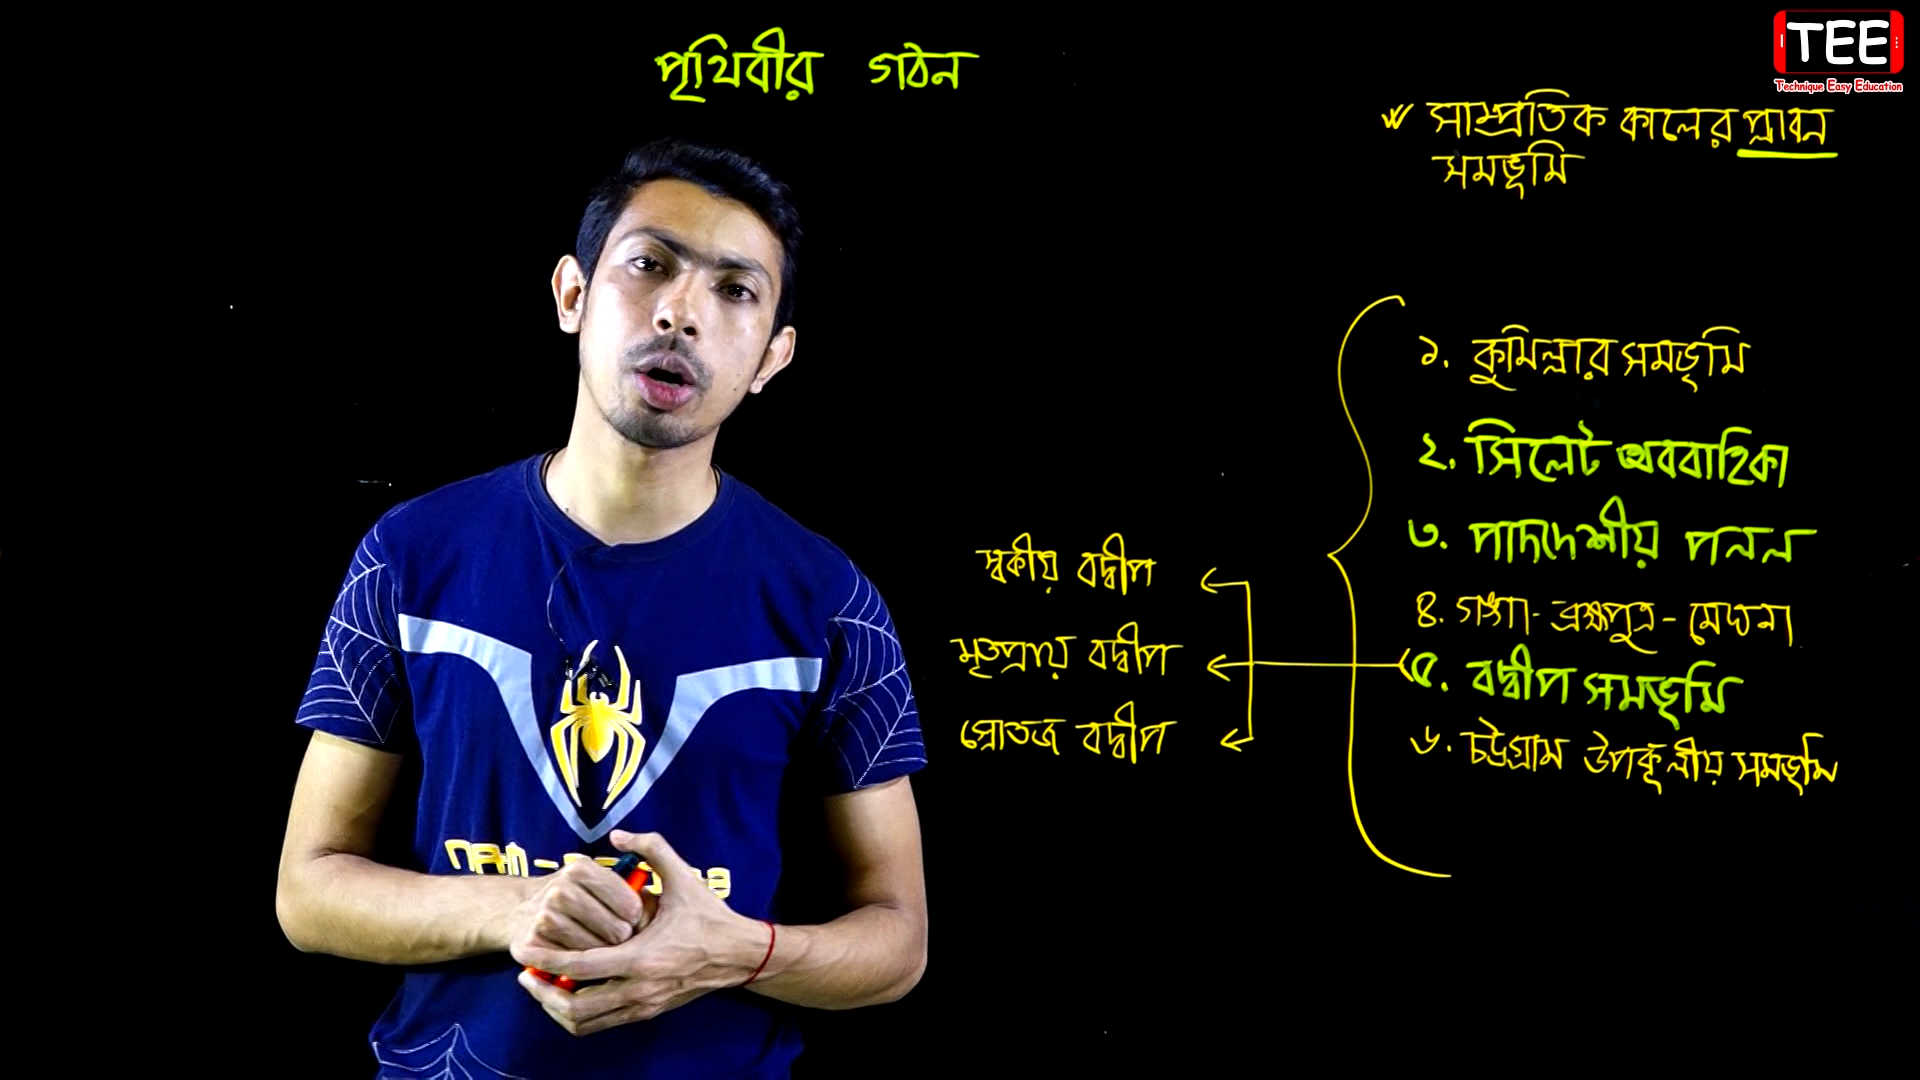 পৃথিবীর গঠন
TEE
Technique Easy Education
সাম্প্রতিক কালের প্লাবন
সমভূমি
১. কুমিল্লার সমভূমি
২. সিলেট অববাহিকা
৩. পাদদেশীয় পলল
৪. গঙ্গা-ব্রহ্মপুত্র-মেঘনা
৫. বদ্বীপ সমভূমি
৬. চট্টগ্রাম উপকূলীয় সমভূমি
স্বকীয় বদ্বীপ
মৃতপ্রায় বদ্বীপ
স্রোতজ বদ্বীপ